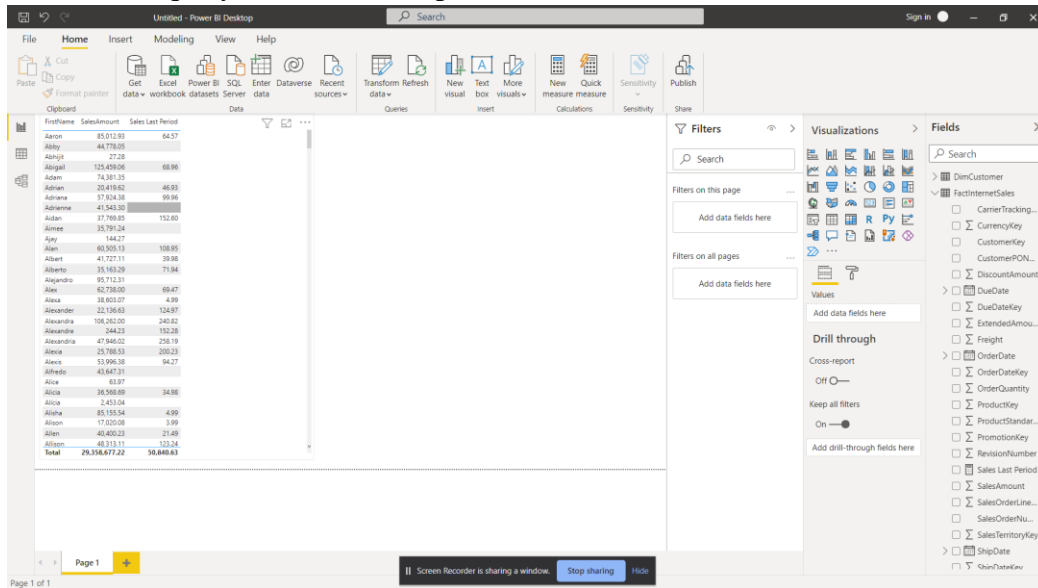 Untitled - Power BI Desktop
Search
Sign in
File Home Insert Modeling View Help
Paste
Cut
Copy
Format painter
Clipboard
Get data
Excel workbook
Power BI datasets
SQL Server
Enter data
Dataverse
Recent sources
Data
Transform data
Refresh
Queries
New visual
Text box
More visuals
Insert
New measure
Quick measure
Calculations
Sensitivity
Sensitivity
Publish
Share
FirstName SalesAmount Sales Last Period
Aaron 85,012.93 64.57
Abby 44,778.05
Abhijit 27.28
Abigail 125,459.06 68.96
Adam 74,381.35
Adrian 20,419.62 46.93
Adriana 57,924.38 99.96
Adrienne 41,543.30
Aidan 37,769.85 152.60
Aimee 35,791.24
Ajay 144.27
Alan 60,505.13 108.95
Albert 41,727.11 39.98
Alberto 35,163.29 71.94
Alejandro 95,712.31
Alex 62,738.00 69.47
Alexa 38,603.07 4.99
Alexander 22,136.63 124.97
Alexandra 106,262.00 240.82
Alexandre 244.23 152.28
Alexandria 47,946.02 258.19
Alexia 25,788.53 200.23
Alexis 53,996.38 94.27
Alfredo 43,647.31
Alice 63.97
Alicia 36,568.69 34.98
Alicia 2,453.04
Alisha 85,155.54 4.99
Alison 17,020.08 3.99
Allen 40,400.23 21.49
Allison 48,313.11 123.24
Total 29,358,677.22 50,840.63
Filters
Search
Filters on this page
Add data fields here
Filters on all pages
Add data fields here
Visualizations
R Py
Values
Add data fields here
Drill through
Cross-report
Off
Keep all filters
On
Add drill-through fields here
Fields
Search
DimCustomer
FactInternetSales
CarrierTracking...
CurrencyKey
CustomerKey
CustomerPON...
DiscountAmount
DueDate
DueDateKey
ExtendedAmou...
Freight
OrderDate
OrderDateKey
OrderQuantity
ProductKey
ProductStandar...
PromotionKey
RevisionNumber
Sales Last Period
SalesAmount
SalesOrderLine...
SalesOrderNu...
SalesTerritoryKey
ShipDate
ShipDateKey
Page 1
Screen Recorder is sharing a window.
Stop sharing
Hide
Page 1 of 1